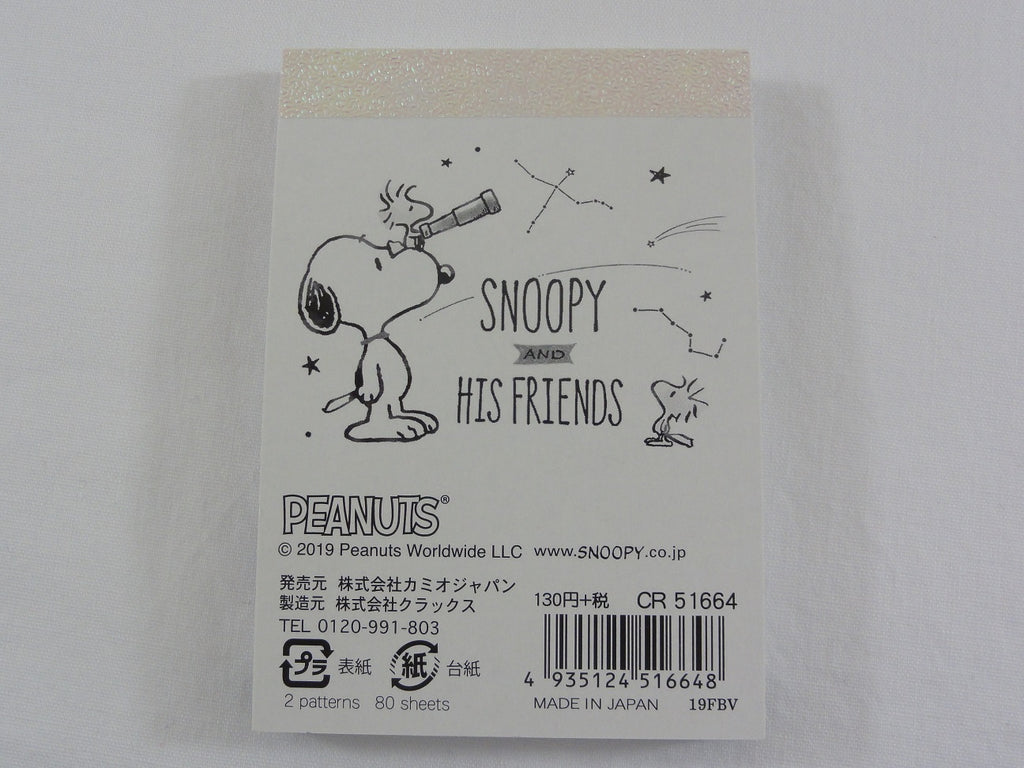 SNOOPY
AND
HIS FRIENDS
PEANUTS®
© 2019 Peanuts Worldwide LLC www.SNOOPY.co.jp
発売元 株式会社カミオジャパン
製造元 株式会社クラックス
TEL 0120-991-803
プラ 表紙 紙 台紙
2 patterns 80 sheets
130円+税 CR 51664
4 935124 516648
MADE IN JAPAN 19FBV